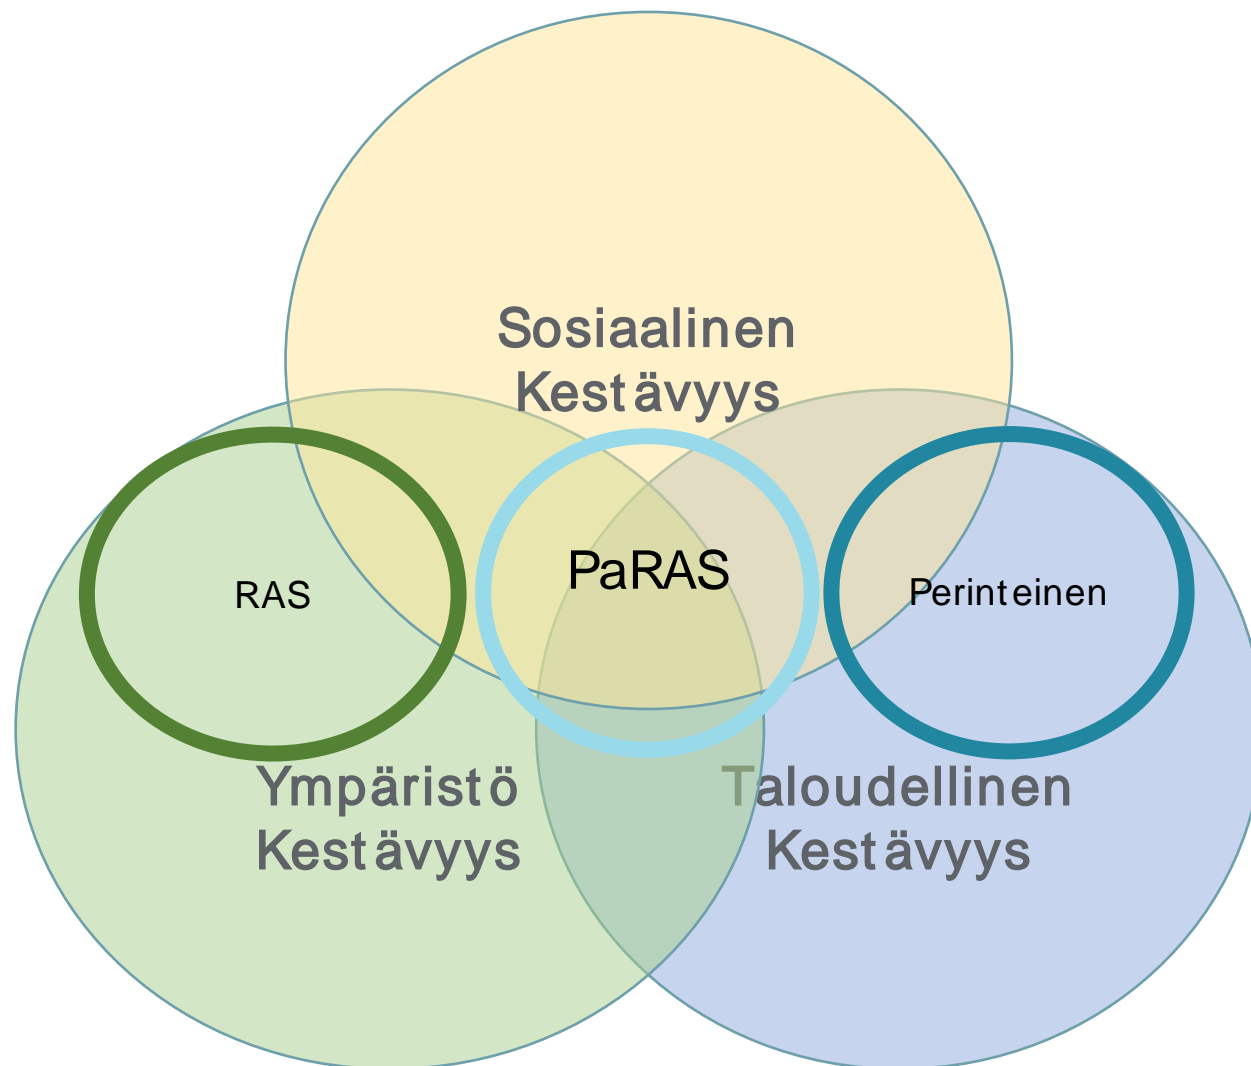 Sosiaalinen
Kestävyys
PaRAS
RAS
Perinteinen
Ympäristö
Kestävyys
Taloudellinen
Kestävyys